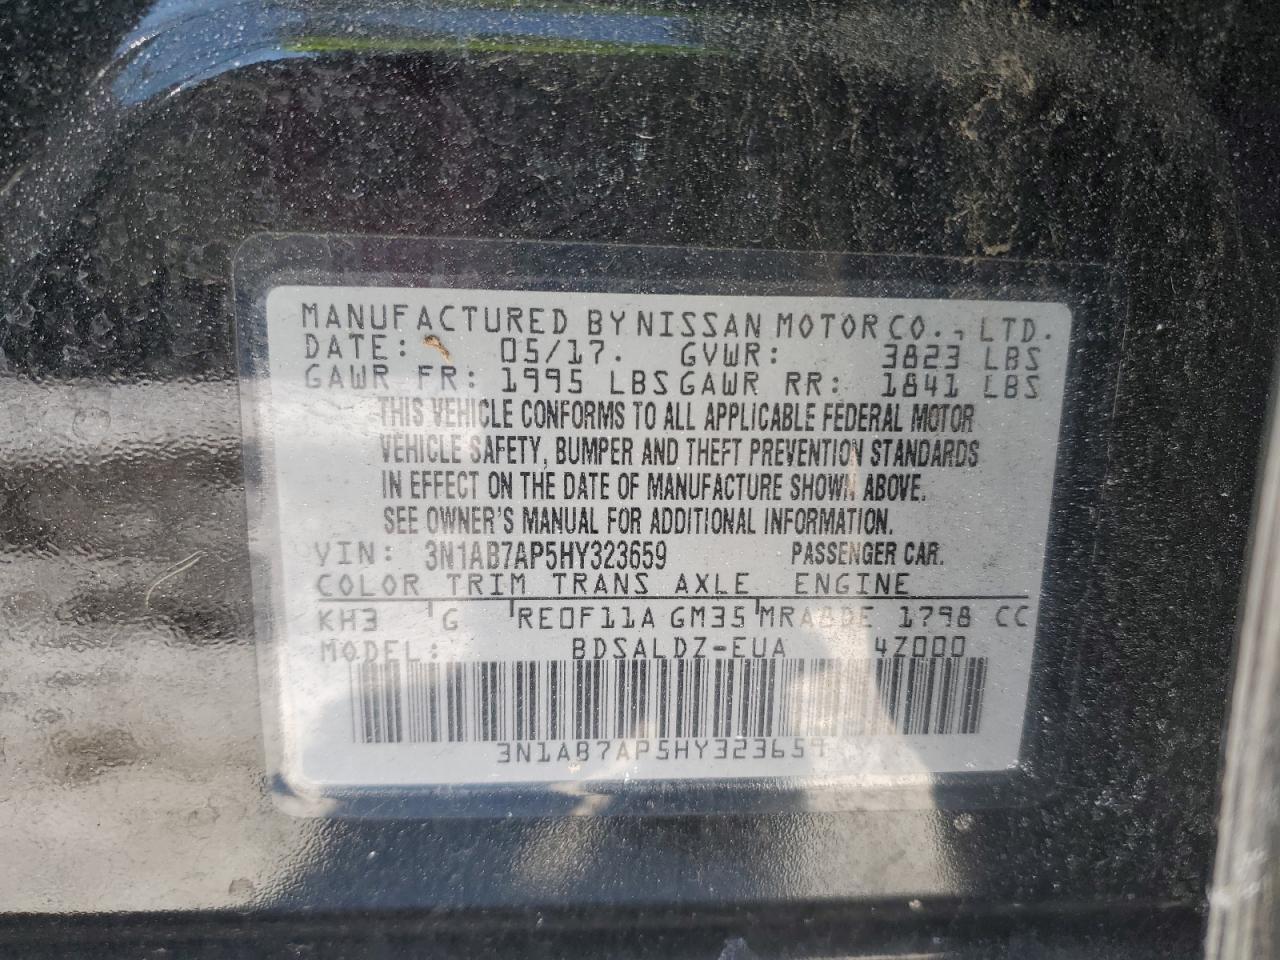 MANUFACTURED BY NISSAN MOTOR CO., LTD.
DATE: 05/17. GVWR: 3823 LBS
GAWR FR: 1995 LBS GAWR RR: 1841 LBS
THIS VEHICLE CONFORMS TO ALL APPLICABLE FEDERAL MOTOR
VEHICLE SAFETY, BUMPER AND THEFT PREVENTION STANDARDS
IN EFFECT ON THE DATE OF MANUFACTURE SHOWN ABOVE.
SEE OWNER'S MANUAL FOR ADDITIONAL INFORMATION.
VIN: 3N1AB7AP5HY323659 PASSENGER CAR.
COLOR TRIM TRANS AXLE ENGINE
KH3 G RE0F11A GM35 MRA8DE 1798 CC
MODEL: BDSALDZ-EUA 4Z000
3N1AB7AP5HY323659